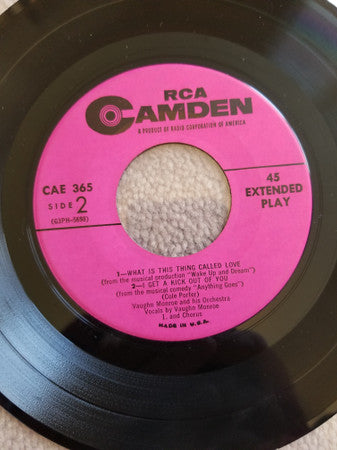 RCA
CAMDEN
A PRODUCT OF RADIO CORPORATION OF AMERICA
CAE 365
SIDE 2
(G3PH-5688)
45
EXTENDED
PLAY
1—WHAT IS THIS THING CALLED LOVE
(from the musical production "Wake Up and Dream")
2—I GET A KICK OUT OF YOU
(from the musical comedy "Anything Goes")
(Cole Porter)
Vaughn Monroe and his Orchestra
Vocals by Vaughn Monroe
1. and Chorus
MADE IN U.S.A.